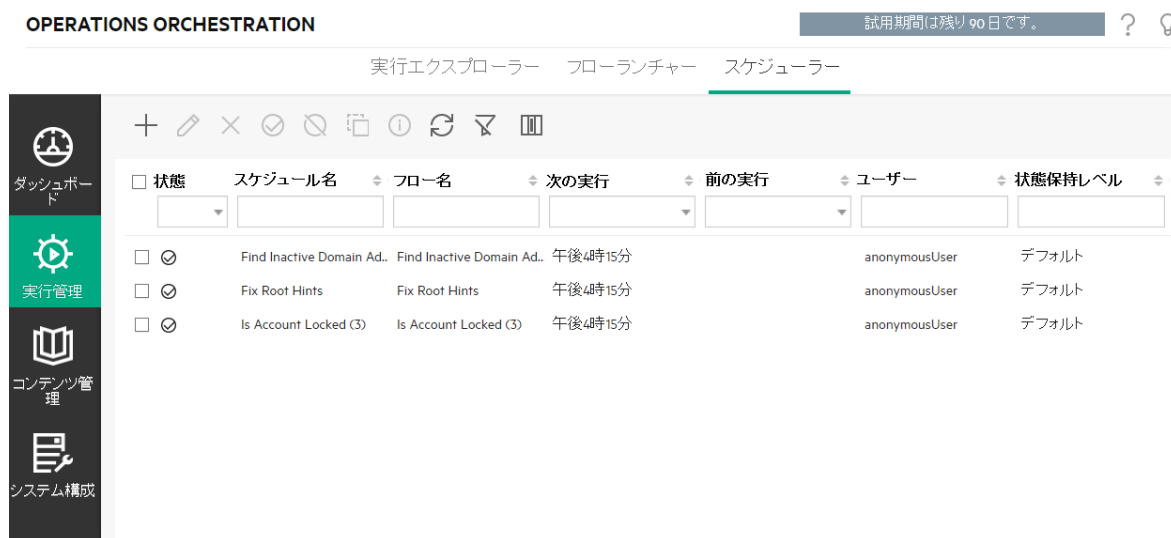 OPERATIONS ORCHESTRATION
試用期間は残り 90 日です。
実行エクスプローラー フローランチャー スケジューラー
ダッシュボー
ド
実行管理
コンテンツ管
理
システム構成
状態 スケジュール名 フロー名 次の実行 前の実行 ユーザー 状態保持レベル
Find Inactive Domain Ad.. Find Inactive Domain Ad.. 午後4時15分 anonymousUser デフォルト
Fix Root Hints Fix Root Hints 午後4時15分 anonymousUser デフォルト
Is Account Locked (3) Is Account Locked (3) 午後4時15分 anonymousUser デフォルト